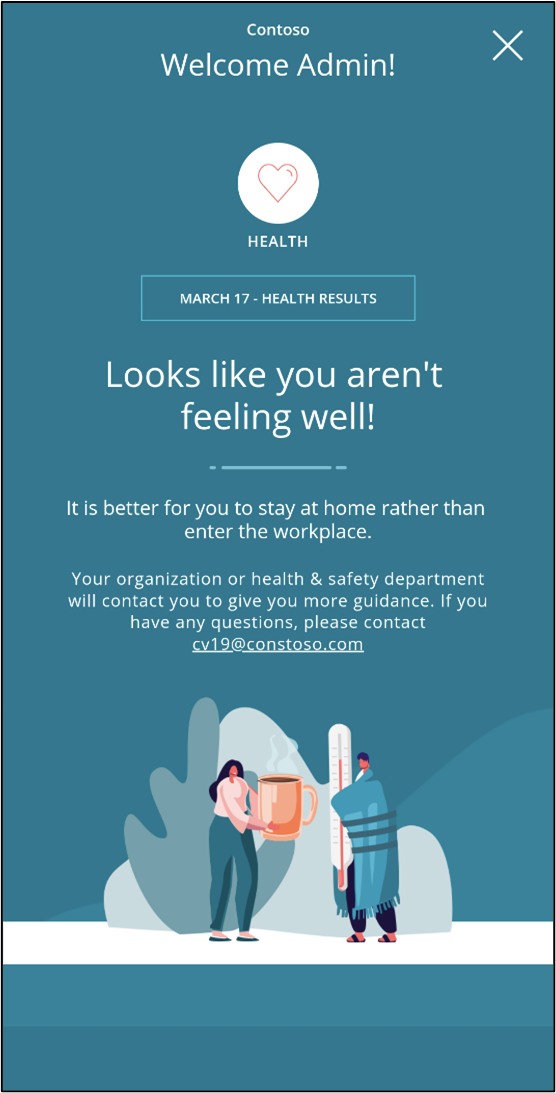 Contoso
Welcome Admin!
HEALTH
MARCH 17 - HEALTH RESULTS
Looks like you aren't
feeling well!
It is better for you to stay at home rather than
enter the workplace.
Your organization or health & safety department
will contact you to give you more guidance. If you
have any questions, please contact
cv19@constoso.com